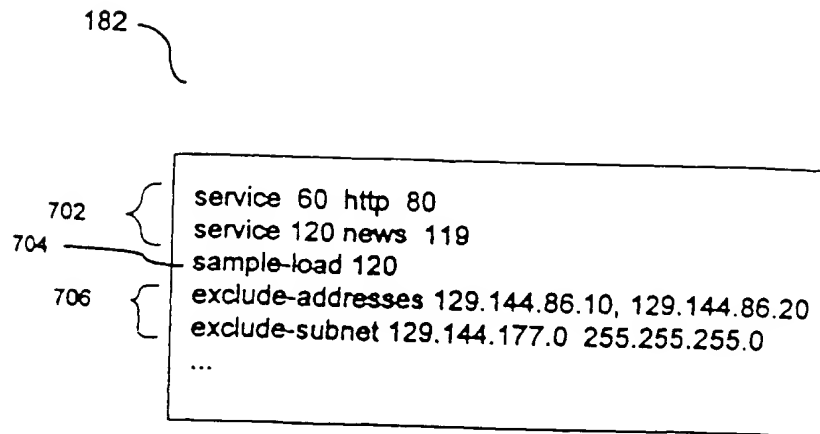 182
702
service 60 http 80
service 120 news 119
704
sample-load 120
706
exclude-addresses 129.144.86.10, 129.144.86.20
exclude-subnet 129.144.177.0 255.255.255.0
...